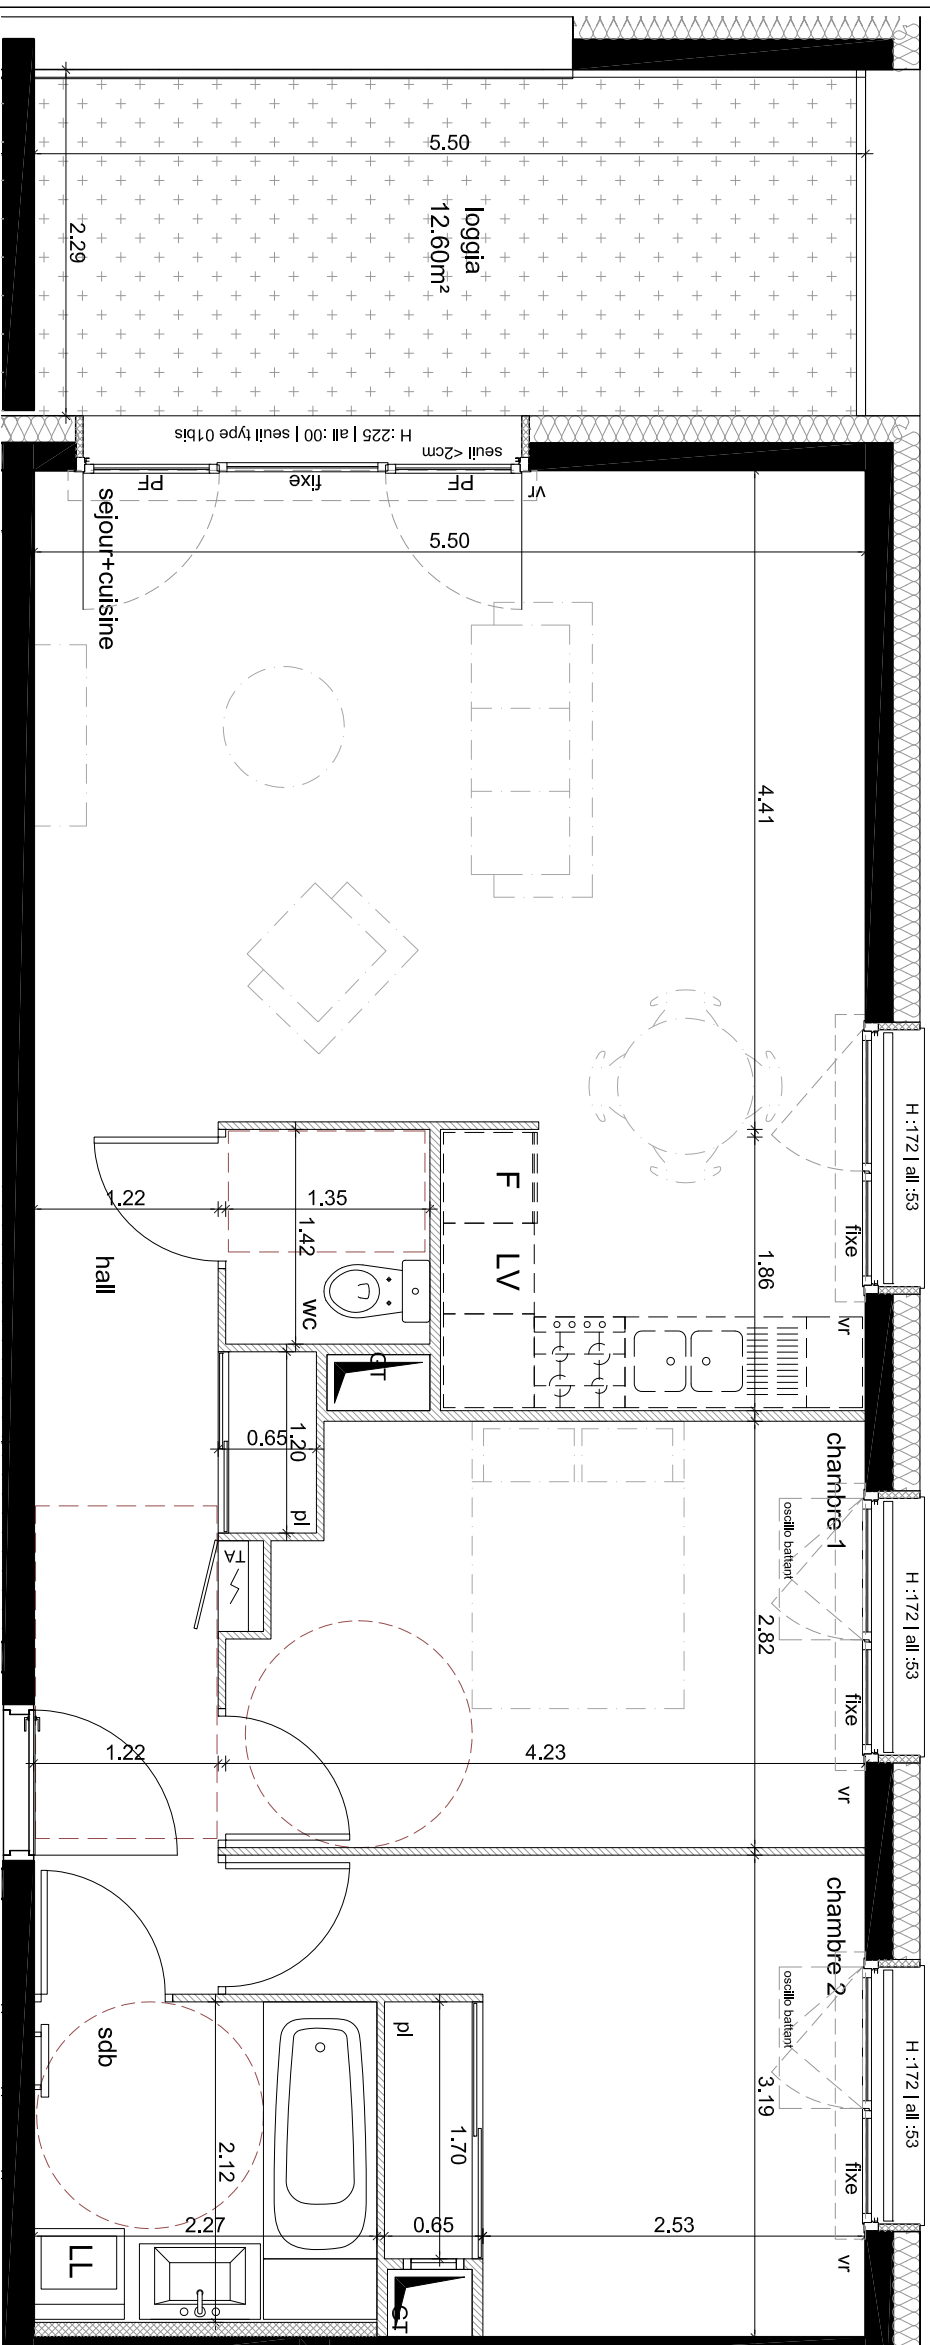 5.50
loggia
12.60m²
2.29
H :225 | all :00 | seuil type 01bis
seuil <2cm
PF
fixe
PF
vr
sejour+cuisine
5.50
4.41
H :172 | all :53
fixe
vr
F
LV
1.86
1.22
1.35
1.42
wc
hall
GT
0.65
1.20
pl
TA
chambre 1
oscillo battant
H :172 | all :53
fixe
vr
2.82
1.22
4.23
chambre 2
oscillo battant
H :172 | all :53
fixe
vr
3.19
sdb
pl
1.70
2.12
2.27
0.65
2.53
LL
GT